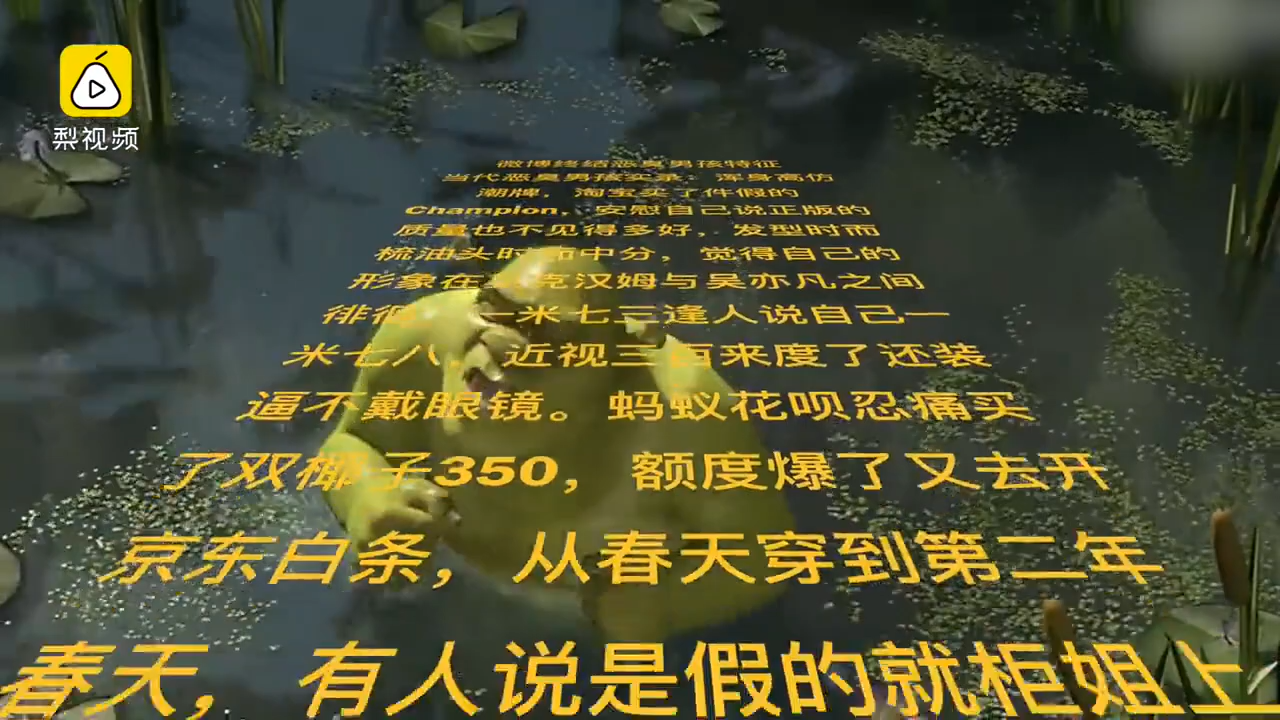 梨视频
微博终结恶臭男孩特征
当代恶臭男孩实录：浑身高仿
潮牌，淘宝买了件假的
Champion，安慰自己说正版的
质量也不见得多好，发型时而
梳油头时而中分，觉得自己的
形象在 克汉姆与吴亦凡之间
徘徊，一米七三逢人说自己一
米七八，近视三百来度了还装
逼不戴眼镜。蚂蚁花呗忍痛买
了双椰子350，额度爆了又去开
京东白条，从春天穿到第二年
春天，有人说是假的就柜姐上